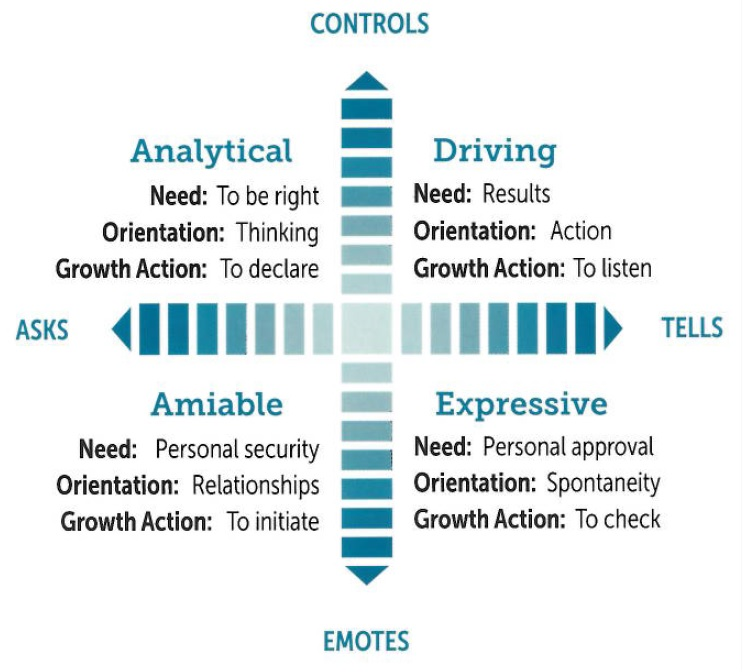 CONTROLS
Analytical
Need: To be right
Orientation: Thinking
Growth Action: To declare
Driving
Need: Results
Orientation: Action
Growth Action: To listen
ASKS
TELLS
Amiable
Need: Personal security
Orientation: Relationships
Growth Action: To initiate
Expressive
Need: Personal approval
Orientation: Spontaneity
Growth Action: To check
EMOTES